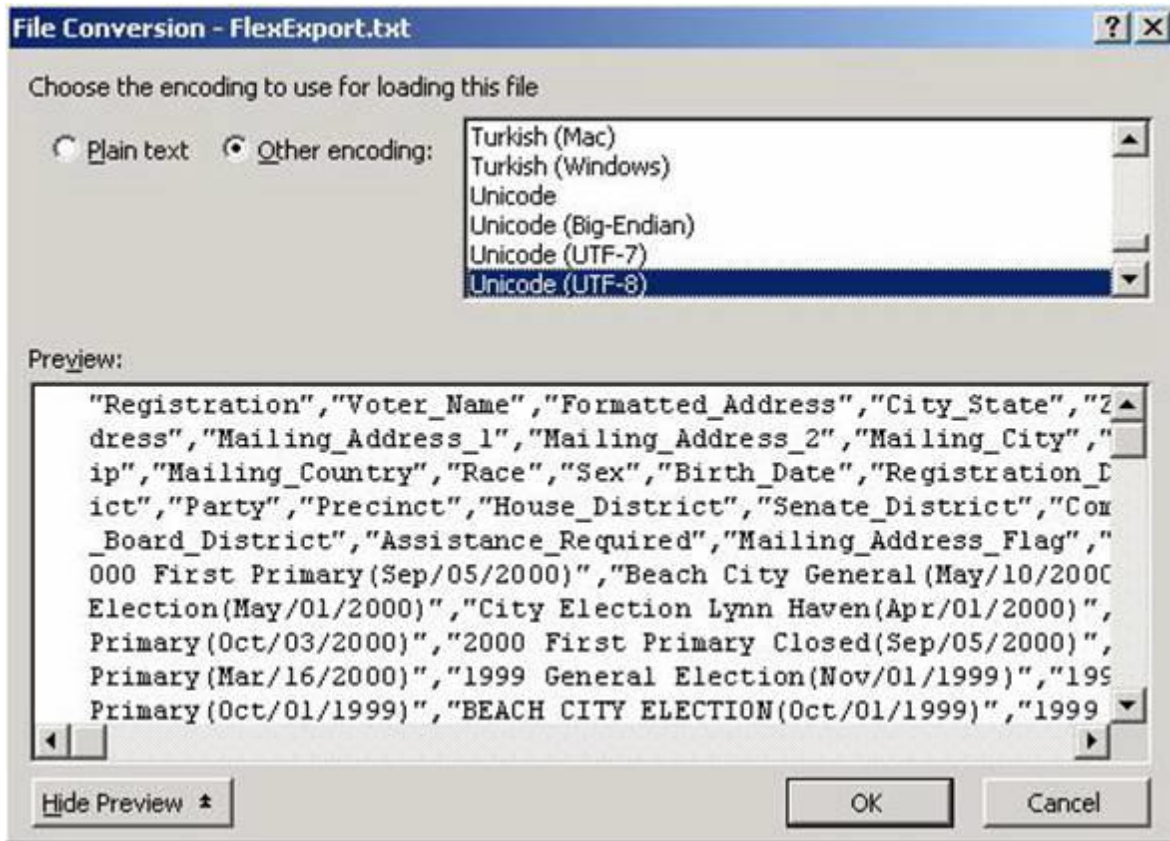 File Conversion - FlexExport.txt
Choose the encoding to use for loading this file
Plain text Other encoding:
Turkish (Mac)
Turkish (Windows)
Unicode
Unicode (Big-Endian)
Unicode (UTF-7)
Unicode (UTF-8)
Preview:
"Registration","Voter_Name","Formatted_Address","City_State","Z
dress","Mailing_Address_1","Mailing_Address_2","Mailing_City","
ip","Mailing_Country","Race","Sex","Birth_Date","Registration_D
ict","Party","Precinct","House_District","Senate_District","Com
_Board_District","Assistance_Required","Mailing_Address_Flag","
000 First Primary(Sep/05/2000)","Beach City General(May/10/2000
Election(May/01/2000)","City Election Lynn Haven(Apr/01/2000)",
Primary(Oct/03/2000)","2000 First Primary Closed(Sep/05/2000)",
Primary(Mar/16/2000)","1999 General Election(Nov/01/1999)","199
Primary(Oct/01/1999)","BEACH CITY ELECTION(Oct/01/1999)","1999
Hide Preview OK Cancel